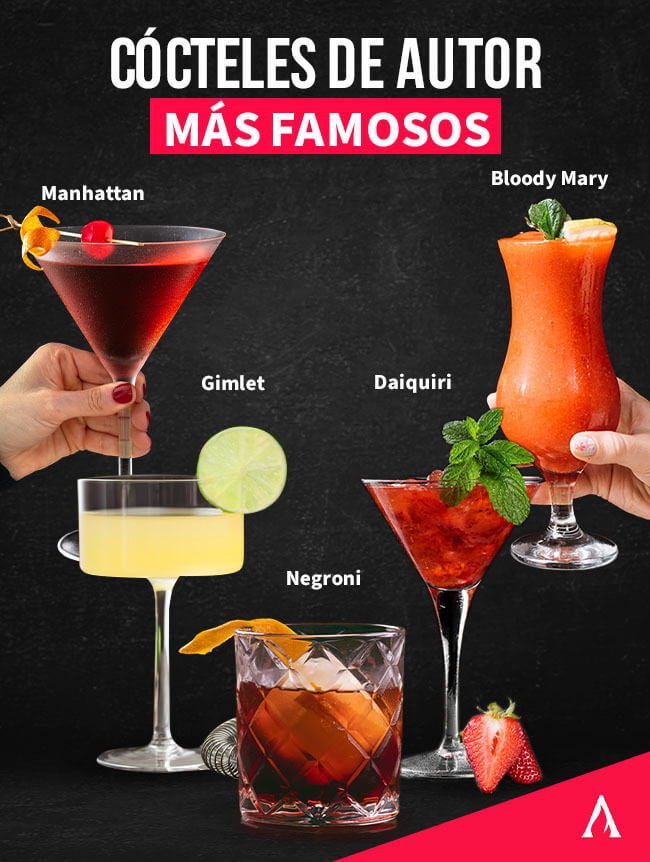 CÓCTELES DE AUTOR
MÁS FAMOSOS
Manhattan
Bloody Mary
Gimlet
Daiquiri
Negroni